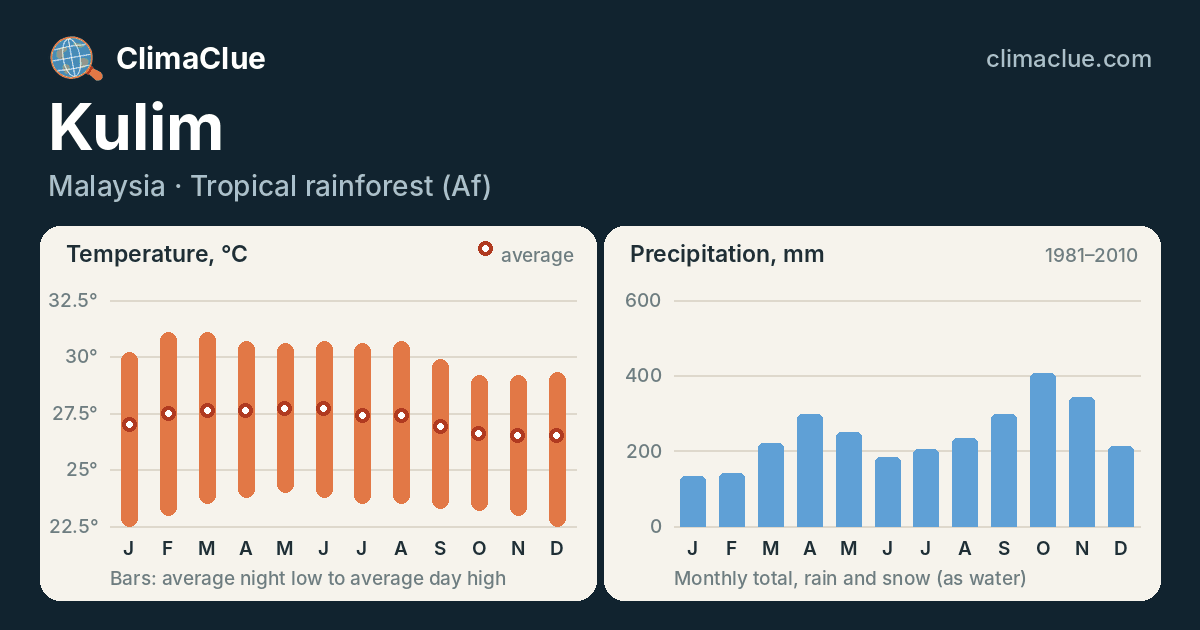 ClimaClue
climaclue.com
Kulim
Malaysia · Tropical rainforest (Af)
Temperature, °C
average
32.5°
30°
27.5°
25°
22.5°
J F M A M J J A S O N D
Bars: average night low to average day high
Precipitation, mm
1981–2010
600
400
200
0
J F M A M J J A S O N D
Monthly total, rain and snow (as water)